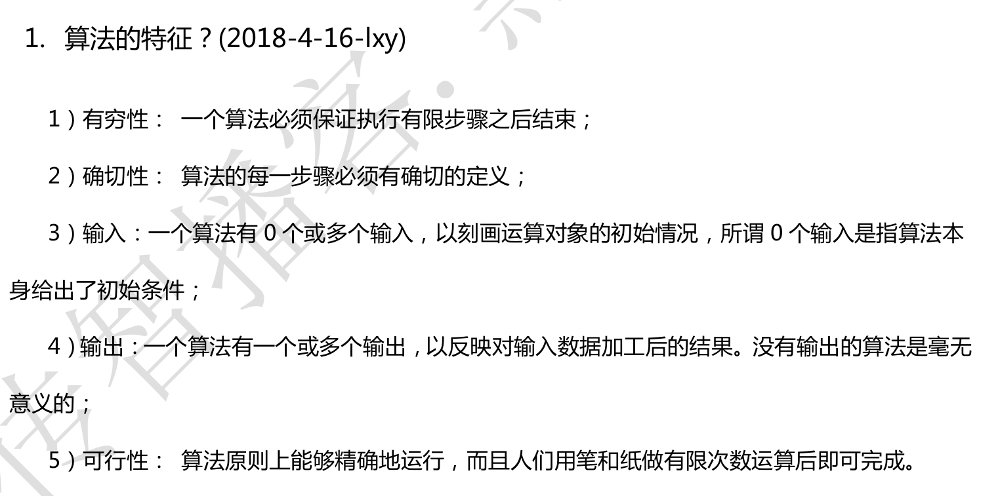 1. 算法的特征？(2018-4-16-lxy)
1）有穷性： 一个算法必须保证执行有限步骤之后结束；
2）确切性： 算法的每一步骤必须有确切的定义；
3）输入：一个算法有 0 个或多个输入，以刻画运算对象的初始情况，所谓 0 个输入是指算法本
身给出了初始条件；
4）输出：一个算法有一个或多个输出，以反映对输入数据加工后的结果。没有输出的算法是毫无
意义的；
5）可行性： 算法原则上能够精确地运行，而且人们用笔和纸做有限次数运算后即可完成。
传智播客.